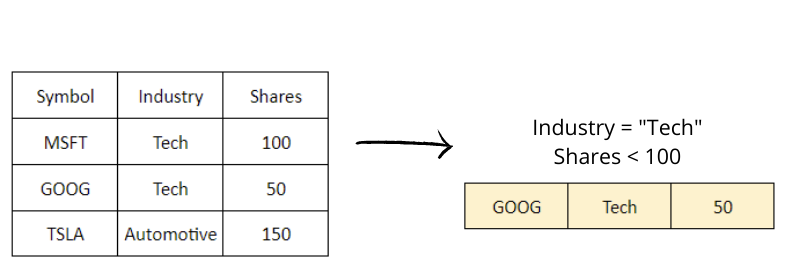 Symbol Industry Shares
MSFT Tech 100
GOOG Tech 50
TSLA Automotive 150
Industry = "Tech"
Shares < 100
GOOG Tech 50